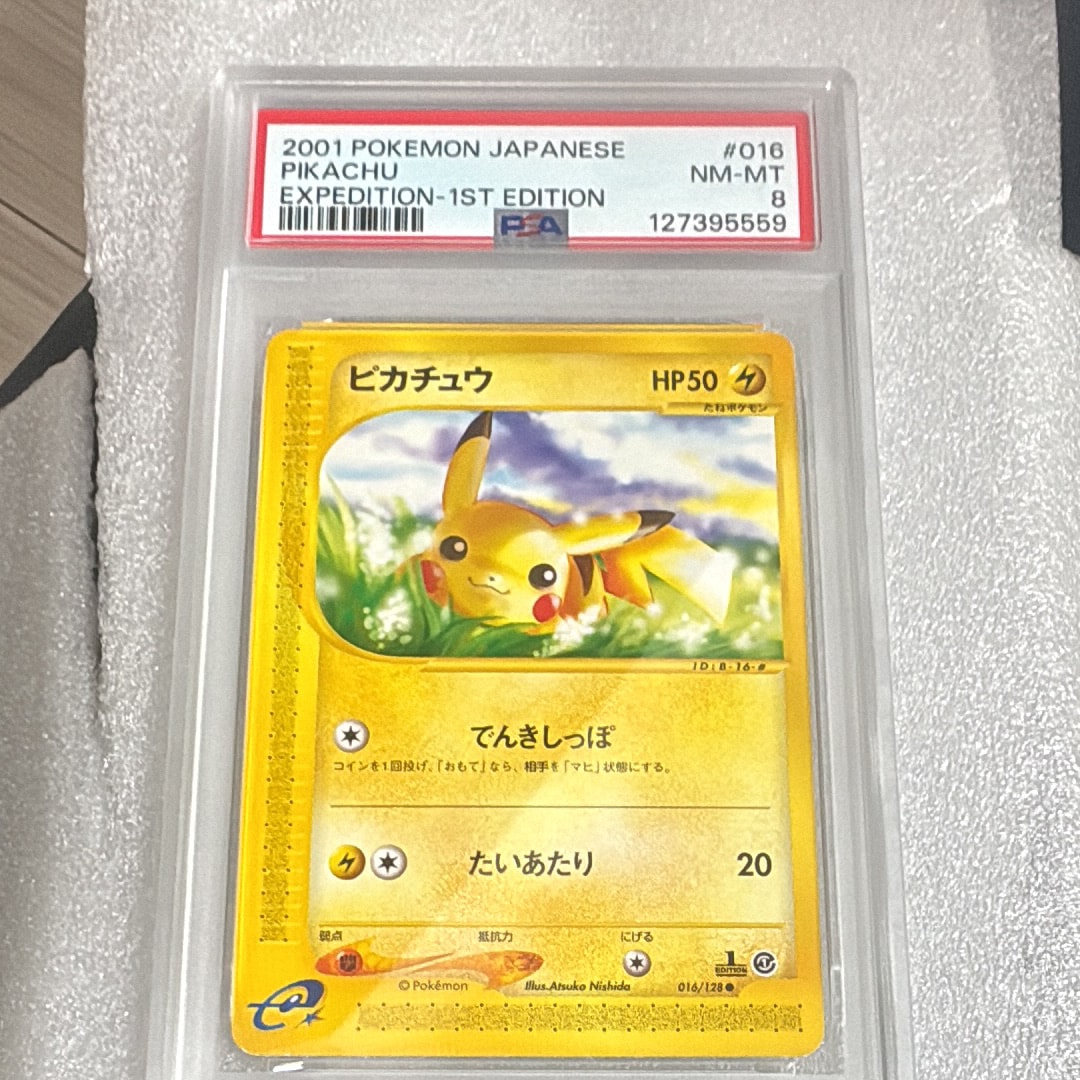 2001 POKEMON JAPANESE #016
PIKACHU NM-MT
EXPEDITION-1ST EDITION 8
PSA 127395559
ピカチュウ HP50
たねポケモン
ID:B-16-#
でんきしっぽ
コインを1回投げ、「おもて」なら、相手を「マヒ」状態にする。
たいあたり 20
弱点 抵抗力 にげる
1 EDITION
©Pokémon Illus.Atsuko Nishida 016/128●
e